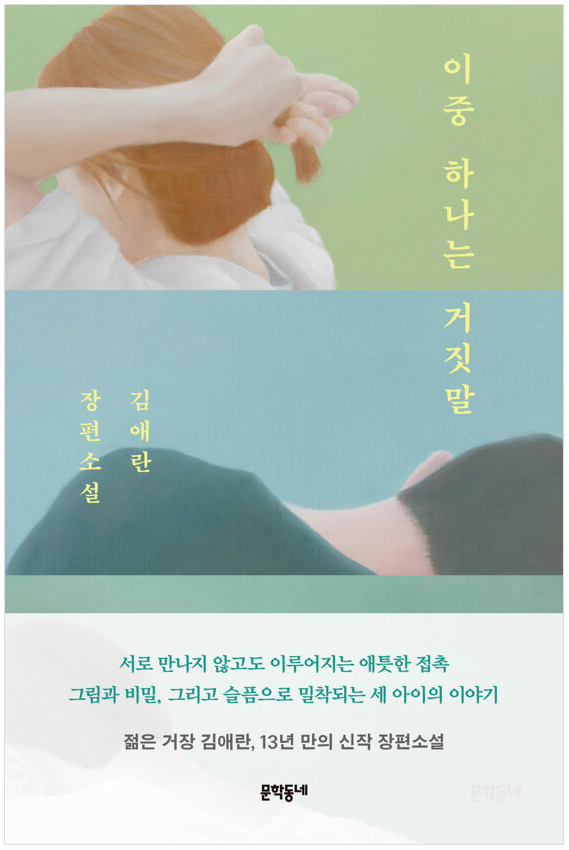 이중 하나는 거짓말
김애란
장편소설
서로 만나지 않고도 이루어지는 애틋한 접촉
그림과 비밀, 그리고 슬픔으로 밀착되는 세 아이의 이야기
젊은 거장 김애란, 13년 만의 신작 장편소설
문학동네
문학동네